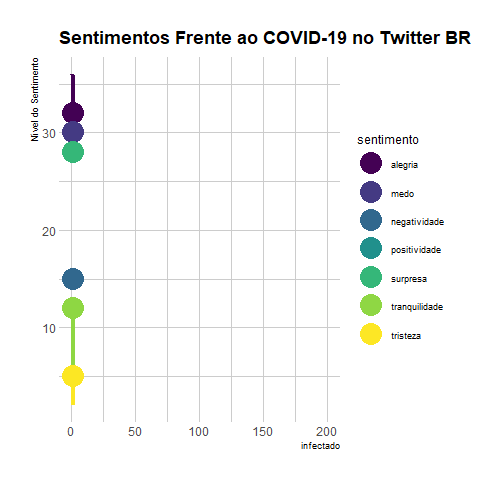 Sentimentos Frente ao COVID-19 no Twitter BR
Nivel do Sentimento
30
20
10
0
50
100
150
200
infectado
sentimento
alegria
medo
negatividade
positividade
surpresa
tranquilidade
tristeza